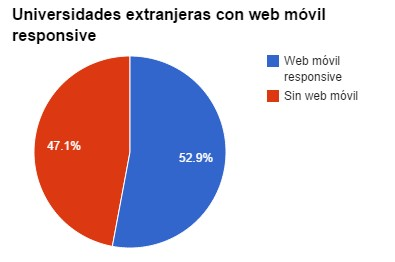 Universidades extranjeras con web móvil
responsive
Web móvil
responsive
Sin web móvil
47.1%
52.9%